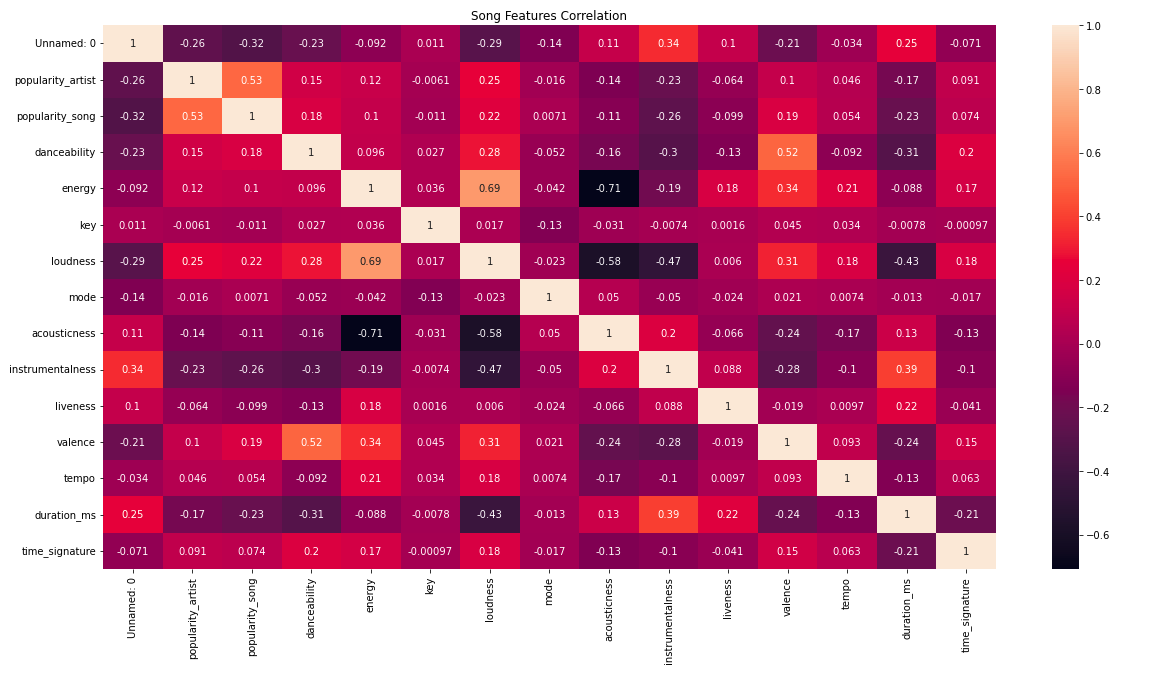 Song Features Correlation
Unnamed: 0 1 -0.26 -0.32 -0.23 -0.092 0.011 -0.29 -0.14 0.11 0.34 0.1 -0.21 -0.034 0.25 -0.071
popularity_artist -0.26 1 0.53 0.15 0.12 -0.0061 0.25 -0.016 -0.14 -0.23 -0.064 0.1 0.046 -0.17 0.091
popularity_song -0.32 0.53 1 0.18 0.1 -0.011 0.22 0.0071 -0.11 -0.26 -0.099 0.19 0.054 -0.23 0.074
danceability -0.23 0.15 0.18 1 0.096 0.027 0.28 -0.052 -0.16 -0.3 -0.13 0.52 -0.092 -0.31 0.2
energy -0.092 0.12 0.1 0.096 1 0.036 0.69 -0.042 -0.71 -0.19 0.18 0.34 0.21 -0.088 0.17
key 0.011 -0.0061 -0.011 0.027 0.036 1 0.017 -0.13 -0.031 -0.0074 0.0016 0.045 0.034 -0.0078 -0.00097
loudness -0.29 0.25 0.22 0.28 0.69 0.017 1 -0.023 -0.58 -0.47 0.006 0.31 0.18 -0.43 0.18
mode -0.14 -0.016 0.0071 -0.052 -0.042 -0.13 -0.023 1 0.05 -0.05 -0.024 0.021 0.0074 -0.013 -0.017
acousticness 0.11 -0.14 -0.11 -0.16 -0.71 -0.031 -0.58 0.05 1 0.2 -0.066 -0.24 -0.17 0.13 -0.13
instrumentalness 0.34 -0.23 -0.26 -0.3 -0.19 -0.0074 -0.47 -0.05 0.2 1 0.088 -0.28 -0.1 0.39 -0.1
liveness 0.1 -0.064 -0.099 -0.13 0.18 0.0016 0.006 -0.024 -0.066 0.088 1 -0.019 0.0097 0.22 -0.041
valence -0.21 0.1 0.19 0.52 0.34 0.045 0.31 0.021 -0.24 -0.28 -0.019 1 0.093 -0.24 0.15
tempo -0.034 0.046 0.054 -0.092 0.21 0.034 0.18 0.0074 -0.17 -0.1 0.0097 0.093 1 -0.13 0.063
duration_ms 0.25 -0.17 -0.23 -0.31 -0.088 -0.0078 -0.43 -0.013 0.13 0.39 0.22 -0.24 -0.13 1 -0.21
time_signature -0.071 0.091 0.074 0.2 0.17 -0.00097 0.18 -0.017 -0.13 -0.1 -0.041 0.15 0.063 -0.21 1
Unnamed: 0
popularity_artist
popularity_song
danceability
energy
key
loudness
mode
acousticness
instrumentalness
liveness
valence
tempo
duration_ms
time_signature
1.0
0.8
0.6
0.4
0.2
0.0
−0.2
−0.4
−0.6